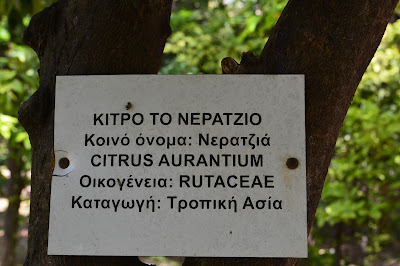 ΚΙΤΡΟ ΤΟ ΝΕΡΑΤΖΙΟ
Κοινό όνομα: Νερατζιά
CITRUS AURANTIUM
Οικογένεια: RUTACEAE
Καταγωγή: Τροπική Ασία